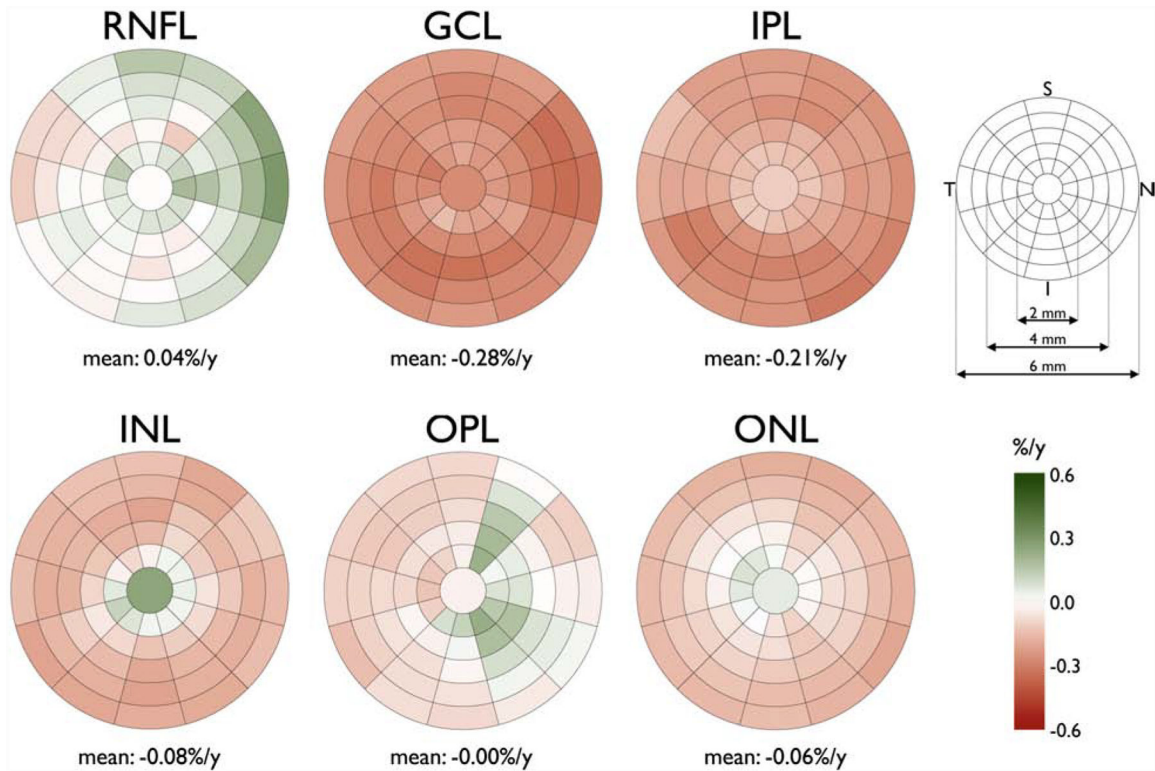 RNFL
GCL
IPL
S
T
N
I
2 mm
4 mm
6 mm
mean: 0.04%/y
mean: -0.28%/y
mean: -0.21%/y
INL
OPL
ONL
%/y
0.6
0.3
0.0
-0.3
-0.6
mean: -0.08%/y
mean: -0.00%/y
mean: -0.06%/y